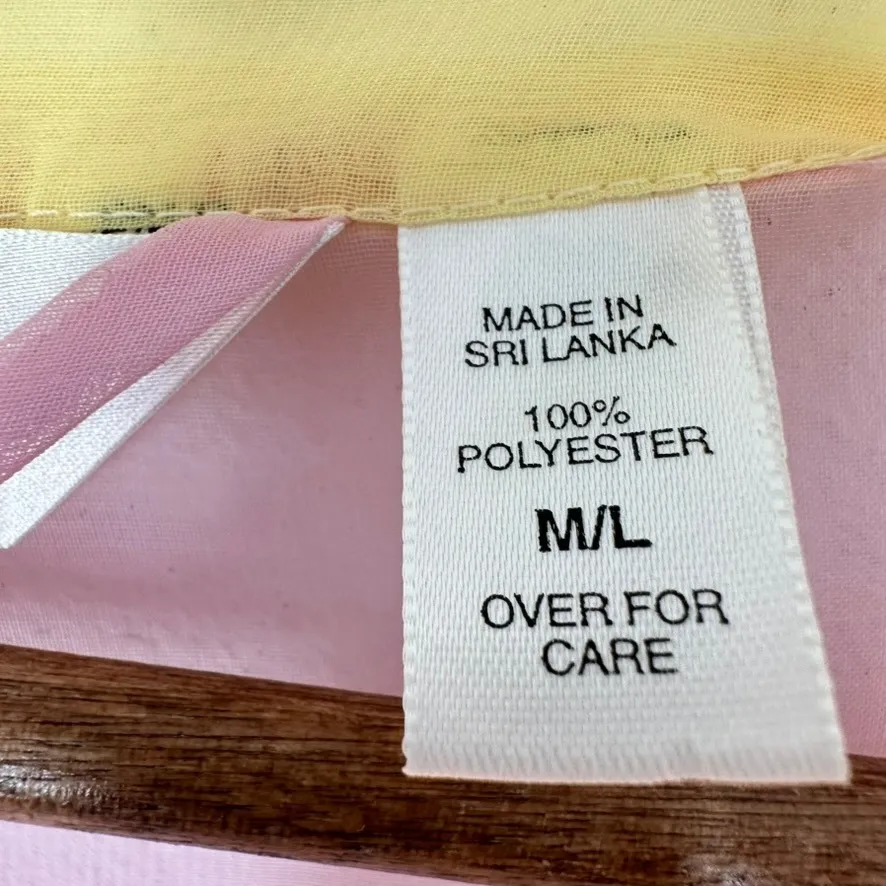 MADE IN
SRI LANKA
100%
POLYESTER
M/L
OVER FOR
CARE